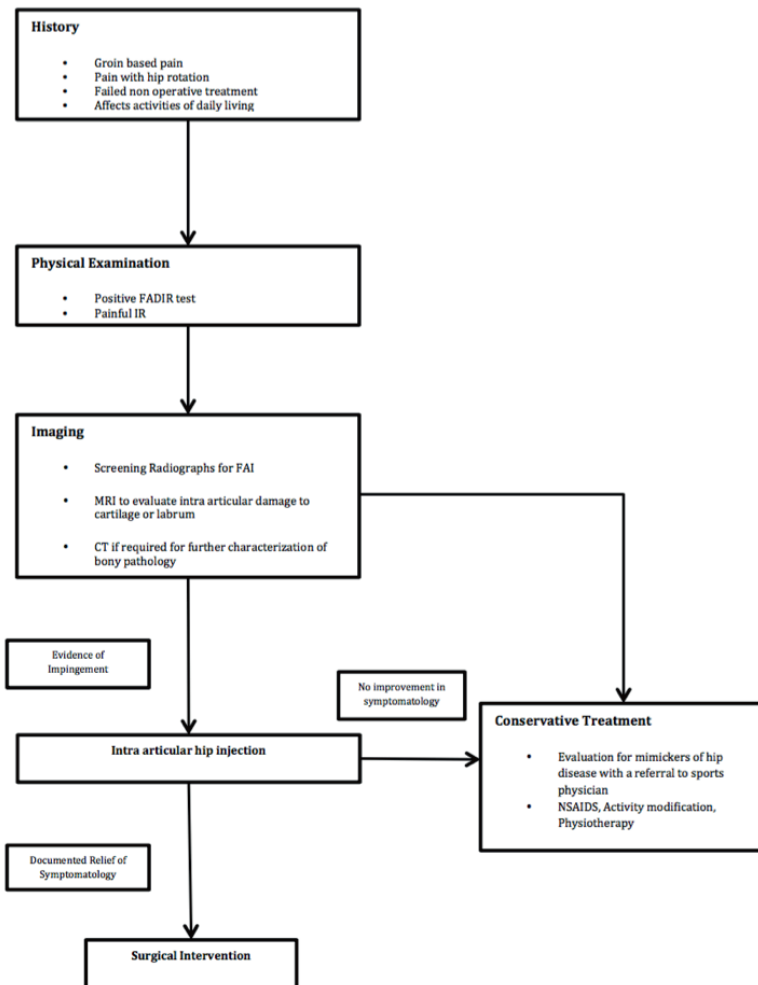 History
• Groin based pain
• Pain with hip rotation
• Failed non operative treatment
• Affects activities of daily living
Physical Examination
• Positive FADIR test
• Painful IR
Imaging
• Screening Radiographs for FAI
• MRI to evaluate intra articular damage to
cartilage or labrum
• CT if required for further characterization of
bony pathology
Evidence of
Impingement
No improvement in
symptomatology
Intra articular hip injection
Conservative Treatment
• Evaluation for mimickers of hip
disease with a referral to sports
physician
• NSAIDS, Activity modification,
Physiotherapy
Documented Relief of
Symptomatology
Surgical Intervention